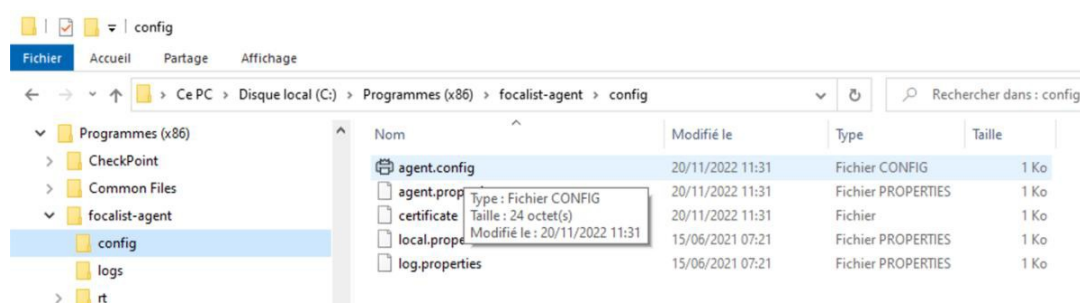 config
Fichier Accueil Partage Affichage
Ce PC > Disque local (C:) > Programmes (x86) > focalist-agent > config Rechercher dans : config
Programmes (x86)
CheckPoint
Common Files
focalist-agent
config
logs
rt
Nom Modifié le Type Taille
agent.config 20/11/2022 11:31 Fichier CONFIG 1 Ko
agent.prop 20/11/2022 11:31 Fichier PROPERTIES 1 Ko
certificate 20/11/2022 11:31 Fichier 1 Ko
local.prope 15/06/2021 07:21 Fichier PROPERTIES 1 Ko
log.properties 15/06/2021 07:21 Fichier PROPERTIES 1 Ko
Type : Fichier CONFIG
Taille : 24 octet(s)
Modifié le : 20/11/2022 11:31